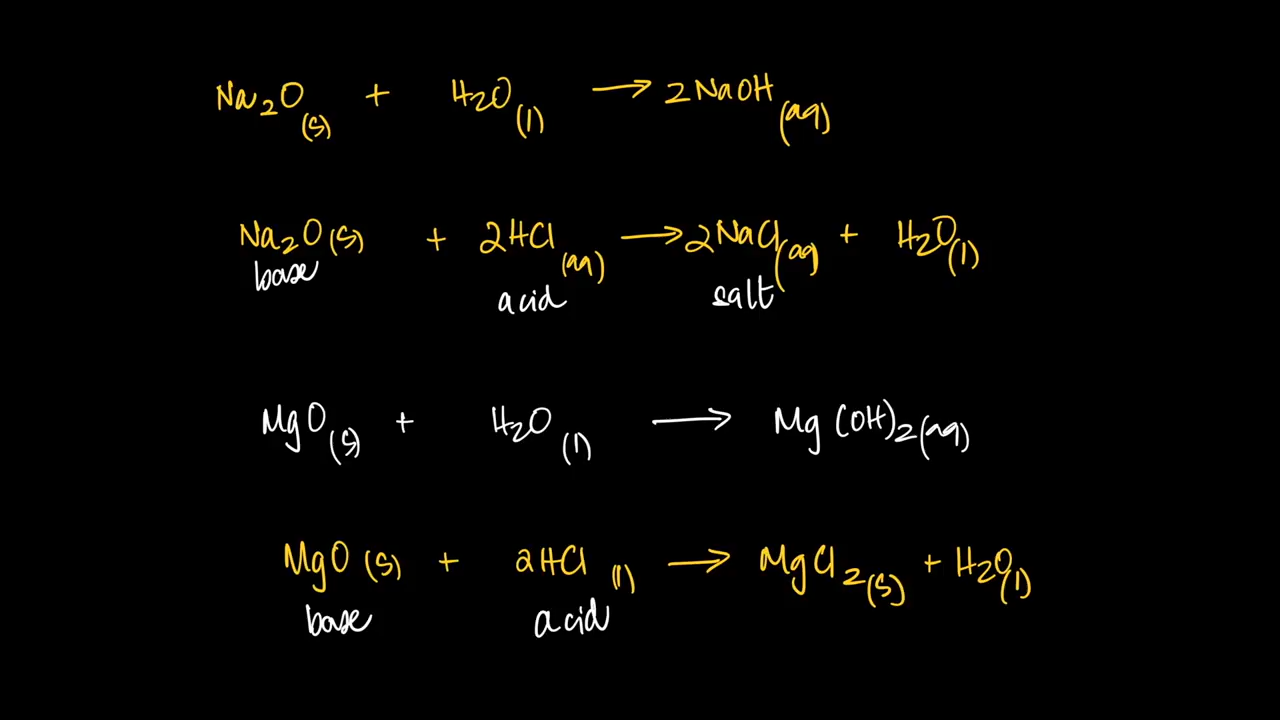 Na2O(s) + H2O(l) → 2NaOH(aq)
Na2O(s) + 2HCl(aq) → 2NaCl(aq + H2O(l)
base acid salt
MgO(s) + H2O(l) → Mg(OH)2(aq)
MgO(s) + 2HCl(l) → MgCl2(s) + H2O(l)
base acid